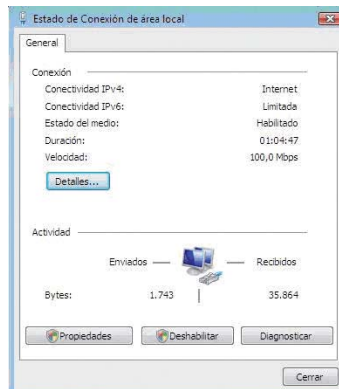 Estado de Conexión de área local
General
Conexión
Conectividad IPv4: Internet
Conectividad IPv6: Limitada
Estado del medio: Habilitado
Duración: 01:04:47
Velocidad: 100,0 Mbps
Detalles...
Actividad
Enviados — — Recibidos
Bytes: 1.743 | 35.864
Propiedades Deshabilitar Diagnosticar
Cerrar